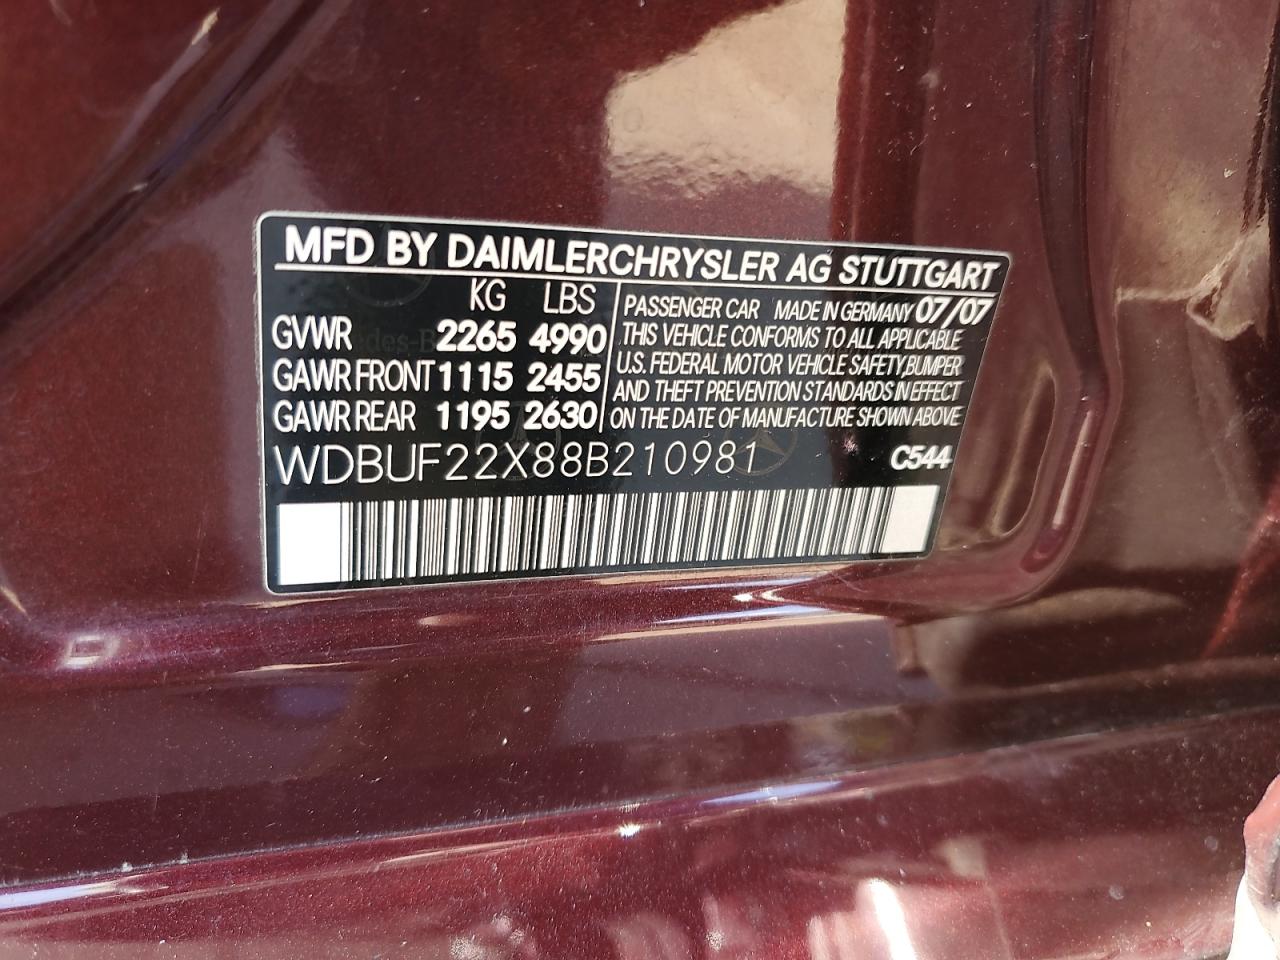 MFD BY DAIMLERCHRYSLER AG STUTTGART
KG LBS
GVWR 2265 4990
GAWR FRONT 1115 2455
GAWR REAR 1195 2630
PASSENGER CAR MADE IN GERMANY 07/07
THIS VEHICLE CONFORMS TO ALL APPLICABLE
U.S. FEDERAL MOTOR VEHICLE SAFETY, BUMPER
AND THEFT PREVENTION STANDARDS IN EFFECT
ON THE DATE OF MANUFACTURE SHOWN ABOVE
WDBUF22X88B210981 C544